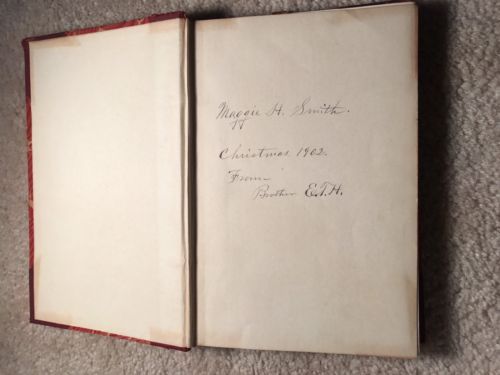 Maggie H. Smith.
Christmas 1902.
From
Brother E.T.H.